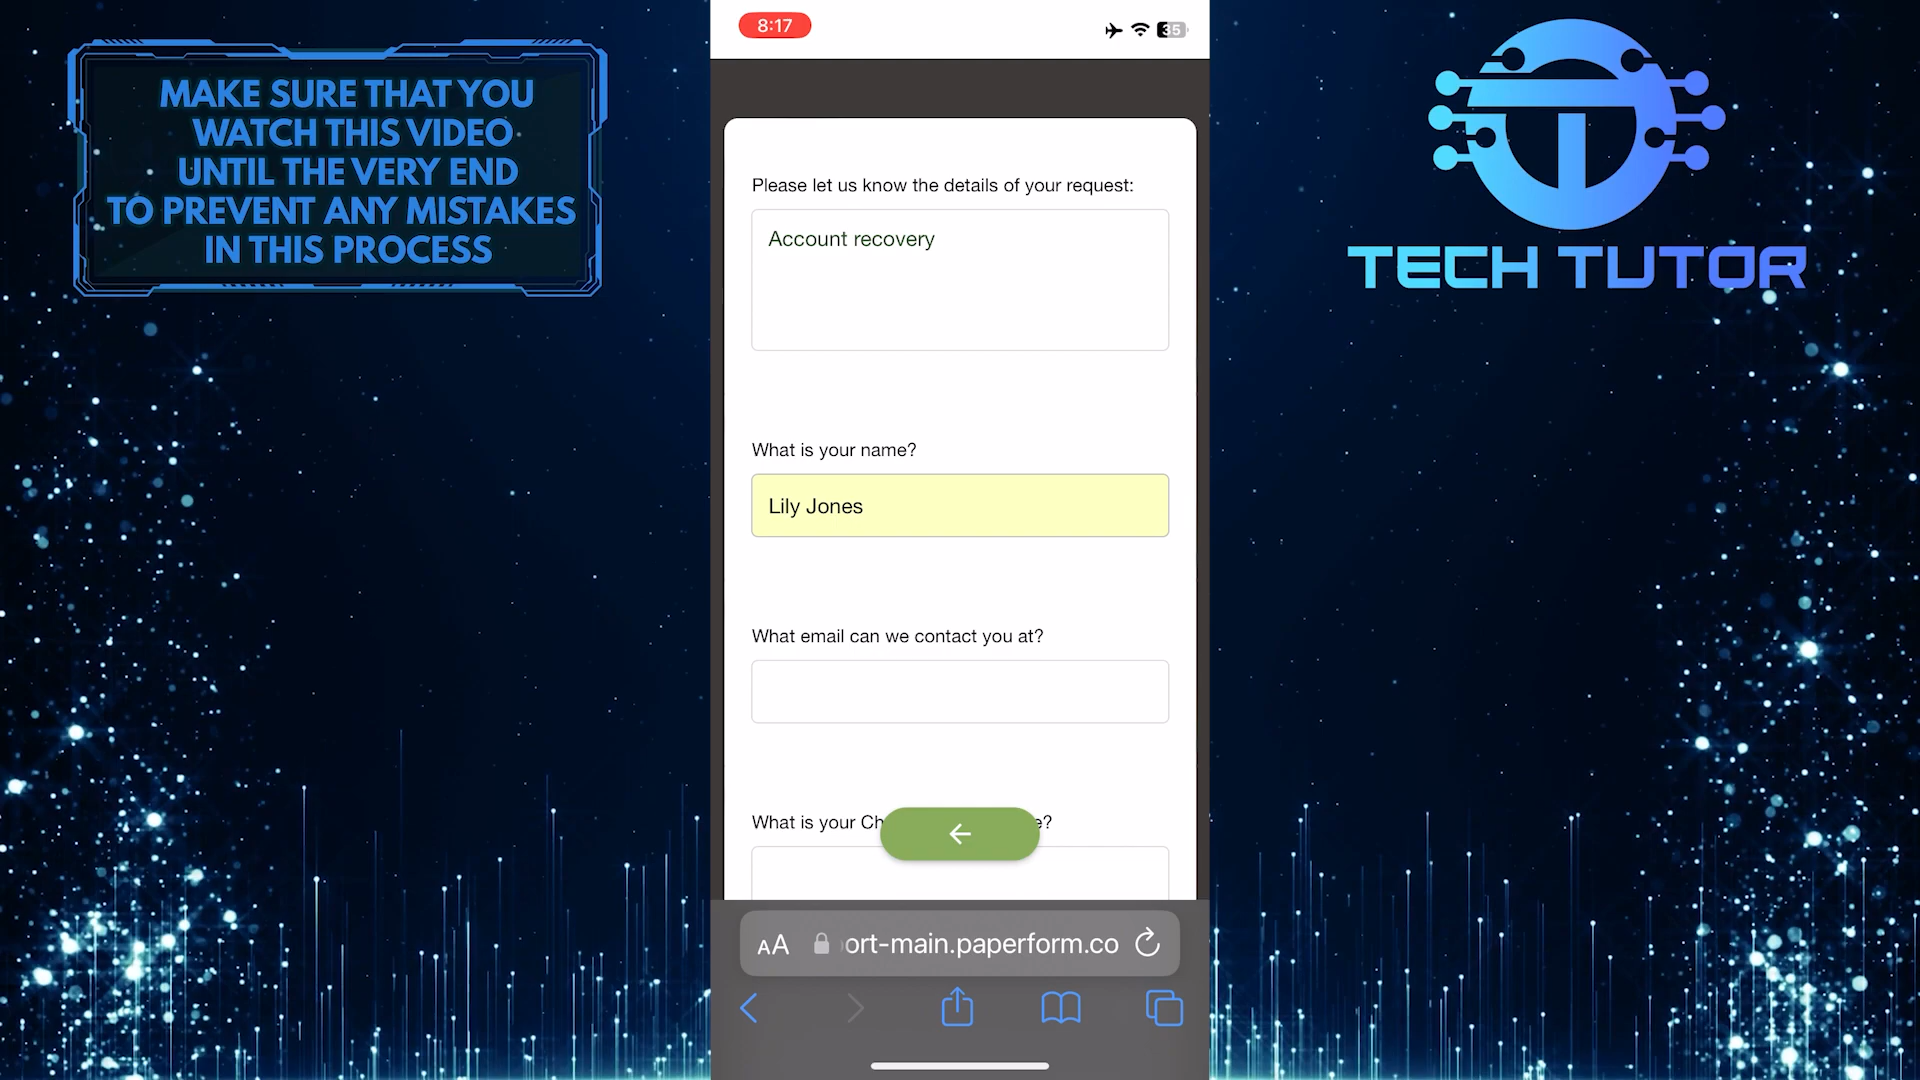 MAKE SURE THAT YOU
WATCH THIS VIDEO
UNTIL THE VERY END
TO PREVENT ANY MISTAKES
IN THIS PROCESS
8:17
35
Please let us know the details of your request:
Account recovery
What is your name?
Lily Jones
What email can we contact you at?
What is your Ch
e?
AA
ort-main.paperform.co
TECH TUTOR